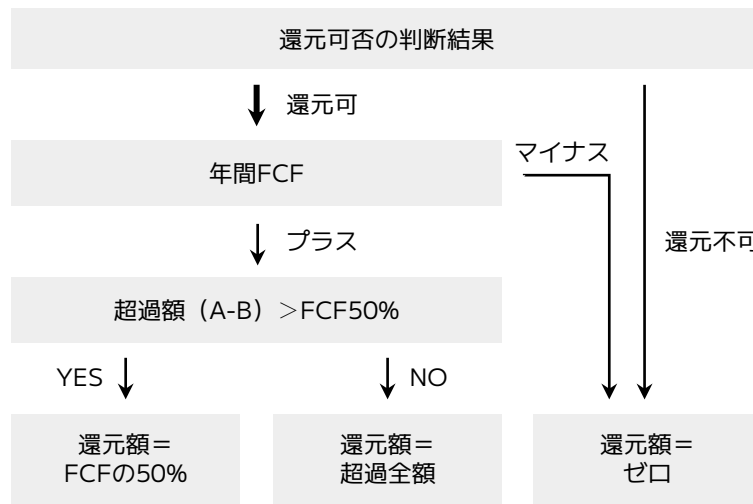 還元可否の判断結果
還元可
年間FCF
マイナス
プラス
還元不可
超過額（A-B）＞FCF50%
YES
NO
還元額＝
FCFの50%
還元額＝
超過全額
還元額＝
ゼロ